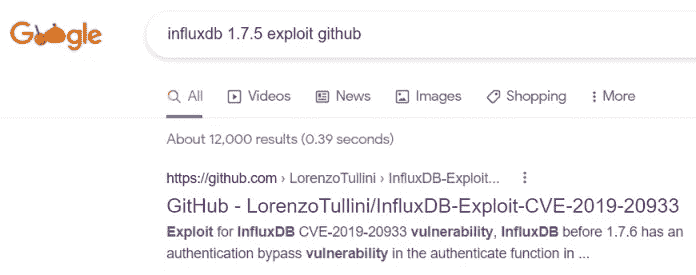 Google
influxdb 1.7.5 exploit github
All Videos News Images Shopping More
About 12,000 results (0.39 seconds)
https://github.com › LorenzoTullini › InfluxDB-Exploit...
GitHub - LorenzoTullini/InfluxDB-Exploit-CVE-2019-20933
Exploit for InfluxDB CVE-2019-20933 vulnerability, InfluxDB before 1.7.6 has an
authentication bypass vulnerability in the authenticate function in ...